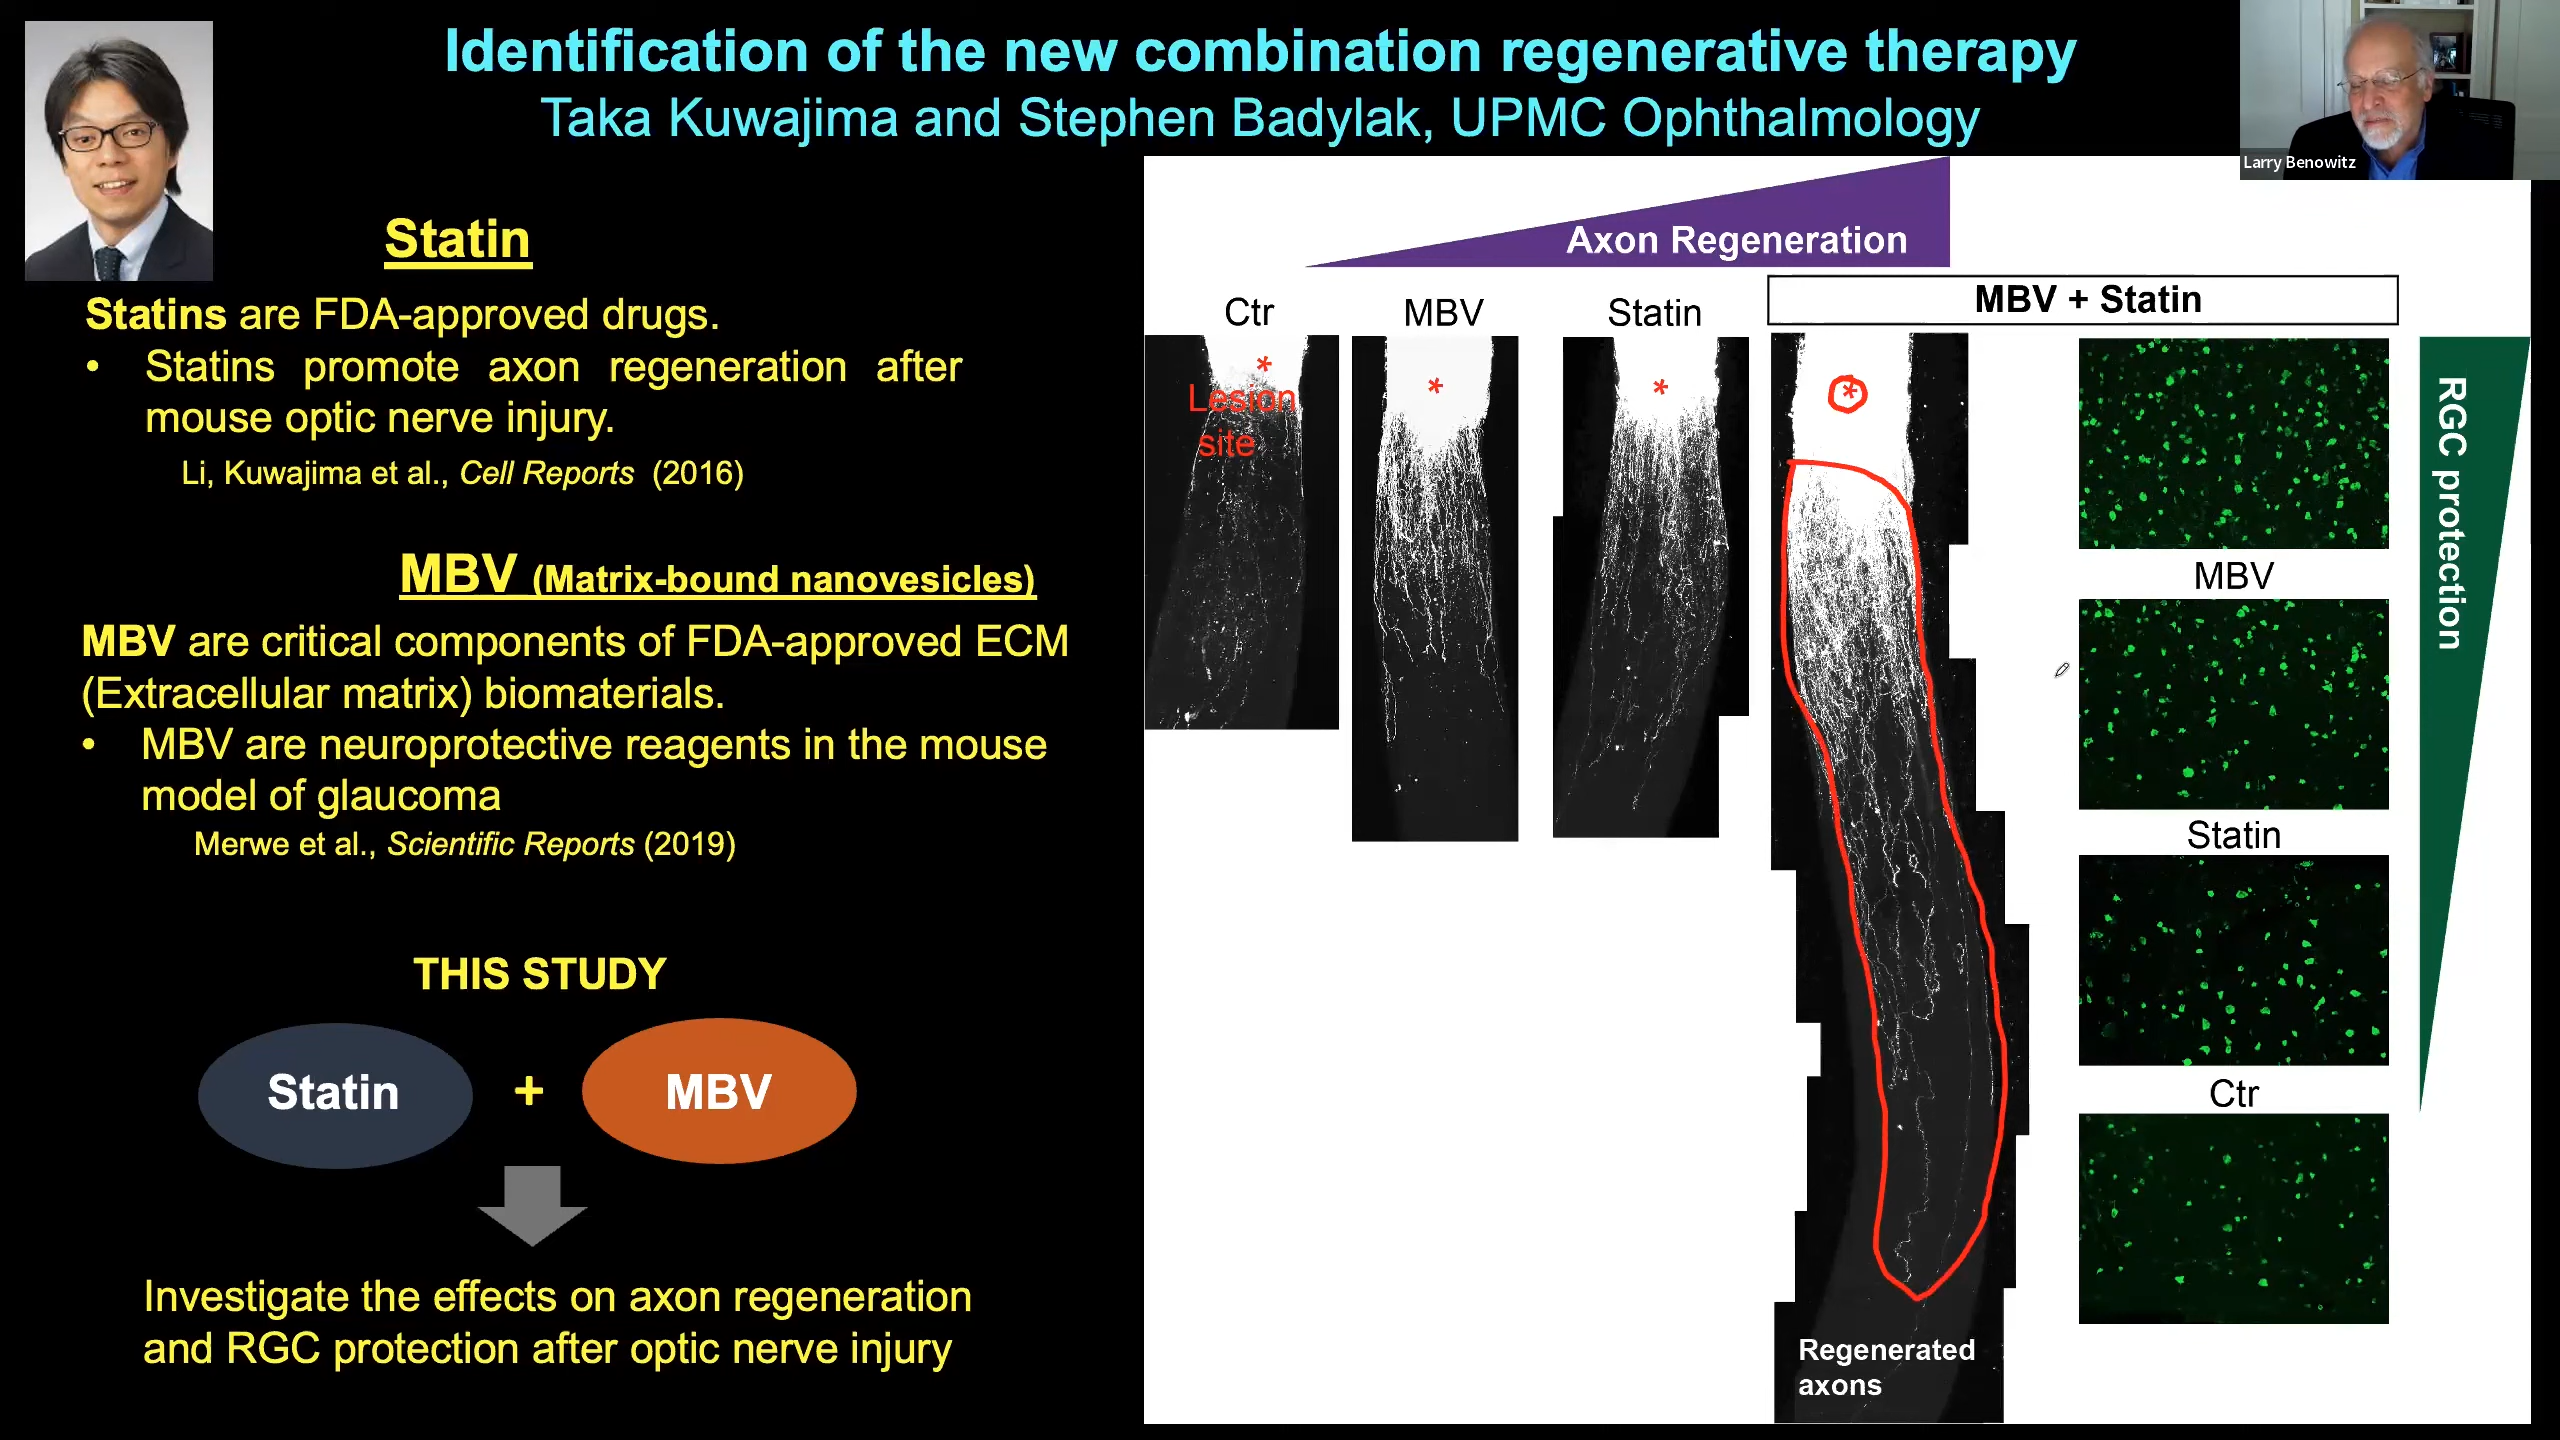 Identification of the new combination regenerative therapy
Taka Kuwajima and Stephen Badylak, UPMC Ophthalmology
Larry Benowitz
Statin
Statins are FDA-approved drugs.
• Statins promote axon regeneration after
mouse optic nerve injury.
Li, Kuwajima et al., Cell Reports (2016)
MBV (Matrix-bound nanovesicles)
MBV are critical components of FDA-approved ECM
(Extracellular matrix) biomaterials.
• MBV are neuroprotective reagents in the mouse
model of glaucoma
Merwe et al., Scientific Reports (2019)
THIS STUDY
Statin + MBV
Investigate the effects on axon regeneration
and RGC protection after optic nerve injury
Axon Regeneration
Ctr
MBV
Statin
MBV + Statin
*
Lesion
site
*
*
*
Regenerated
axons
MBV
Statin
Ctr
RGC protection